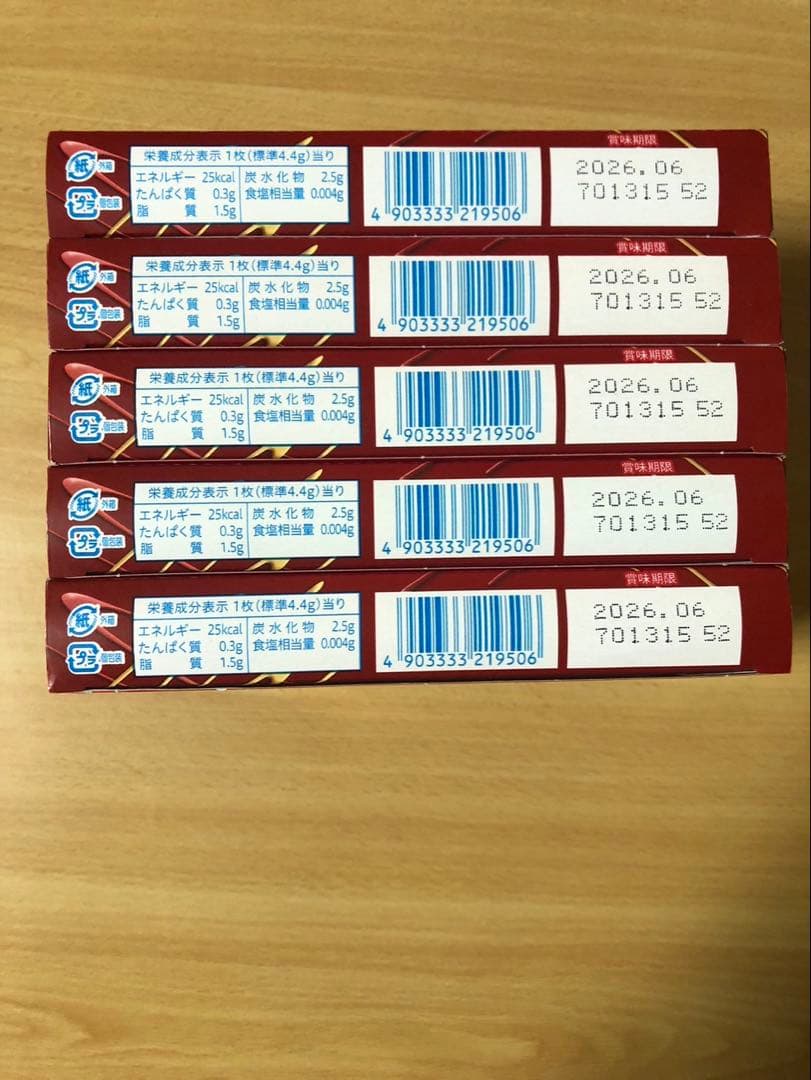 賞味期限
紙 外箱
プラ 個包装
栄養成分表示 1枚(標準4.4g)当り
エネルギー 25kcal 炭水化物 2.5g
たんぱく質 0.3g 食塩相当量 0.004g
脂質 1.5g
4 903333 219506
2026.06
701315 52
賞味期限
紙 外箱
プラ 個包装
栄養成分表示 1枚(標準4.4g)当り
エネルギー 25kcal 炭水化物 2.5g
たんぱく質 0.3g 食塩相当量 0.004g
脂質 1.5g
4 903333 219506
2026.06
701315 52
賞味期限
紙 外箱
プラ 個包装
栄養成分表示 1枚(標準4.4g)当り
エネルギー 25kcal 炭水化物 2.5g
たんぱく質 0.3g 食塩相当量 0.004g
脂質 1.5g
4 903333 219506
2026.06
701315 52
賞味期限
紙 外箱
プラ 個包装
栄養成分表示 1枚(標準4.4g)当り
エネルギー 25kcal 炭水化物 2.5g
たんぱく質 0.3g 食塩相当量 0.004g
脂質 1.5g
4 903333 219506
2026.06
701315 52
賞味期限
紙 外箱
プラ 個包装
栄養成分表示 1枚(標準4.4g)当り
エネルギー 25kcal 炭水化物 2.5g
たんぱく質 0.3g 食塩相当量 0.004g
脂質 1.5g
4 903333 219506
2026.06
701315 52